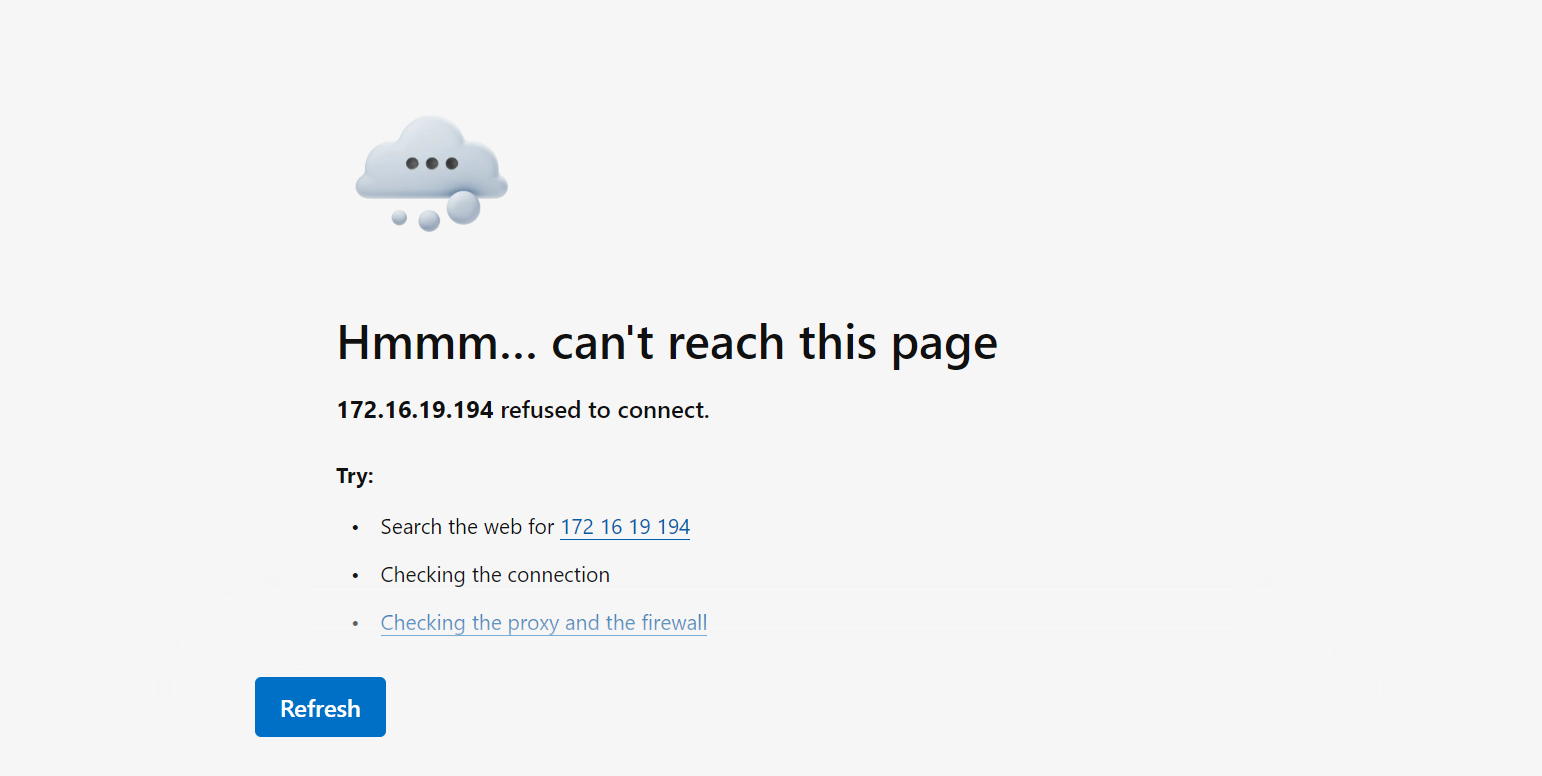 Hmmm... can't reach this page
172.16.19.194 refused to connect.
Try:
• Search the web for 172 16 19 194
• Checking the connection
• Checking the proxy and the firewall
Refresh